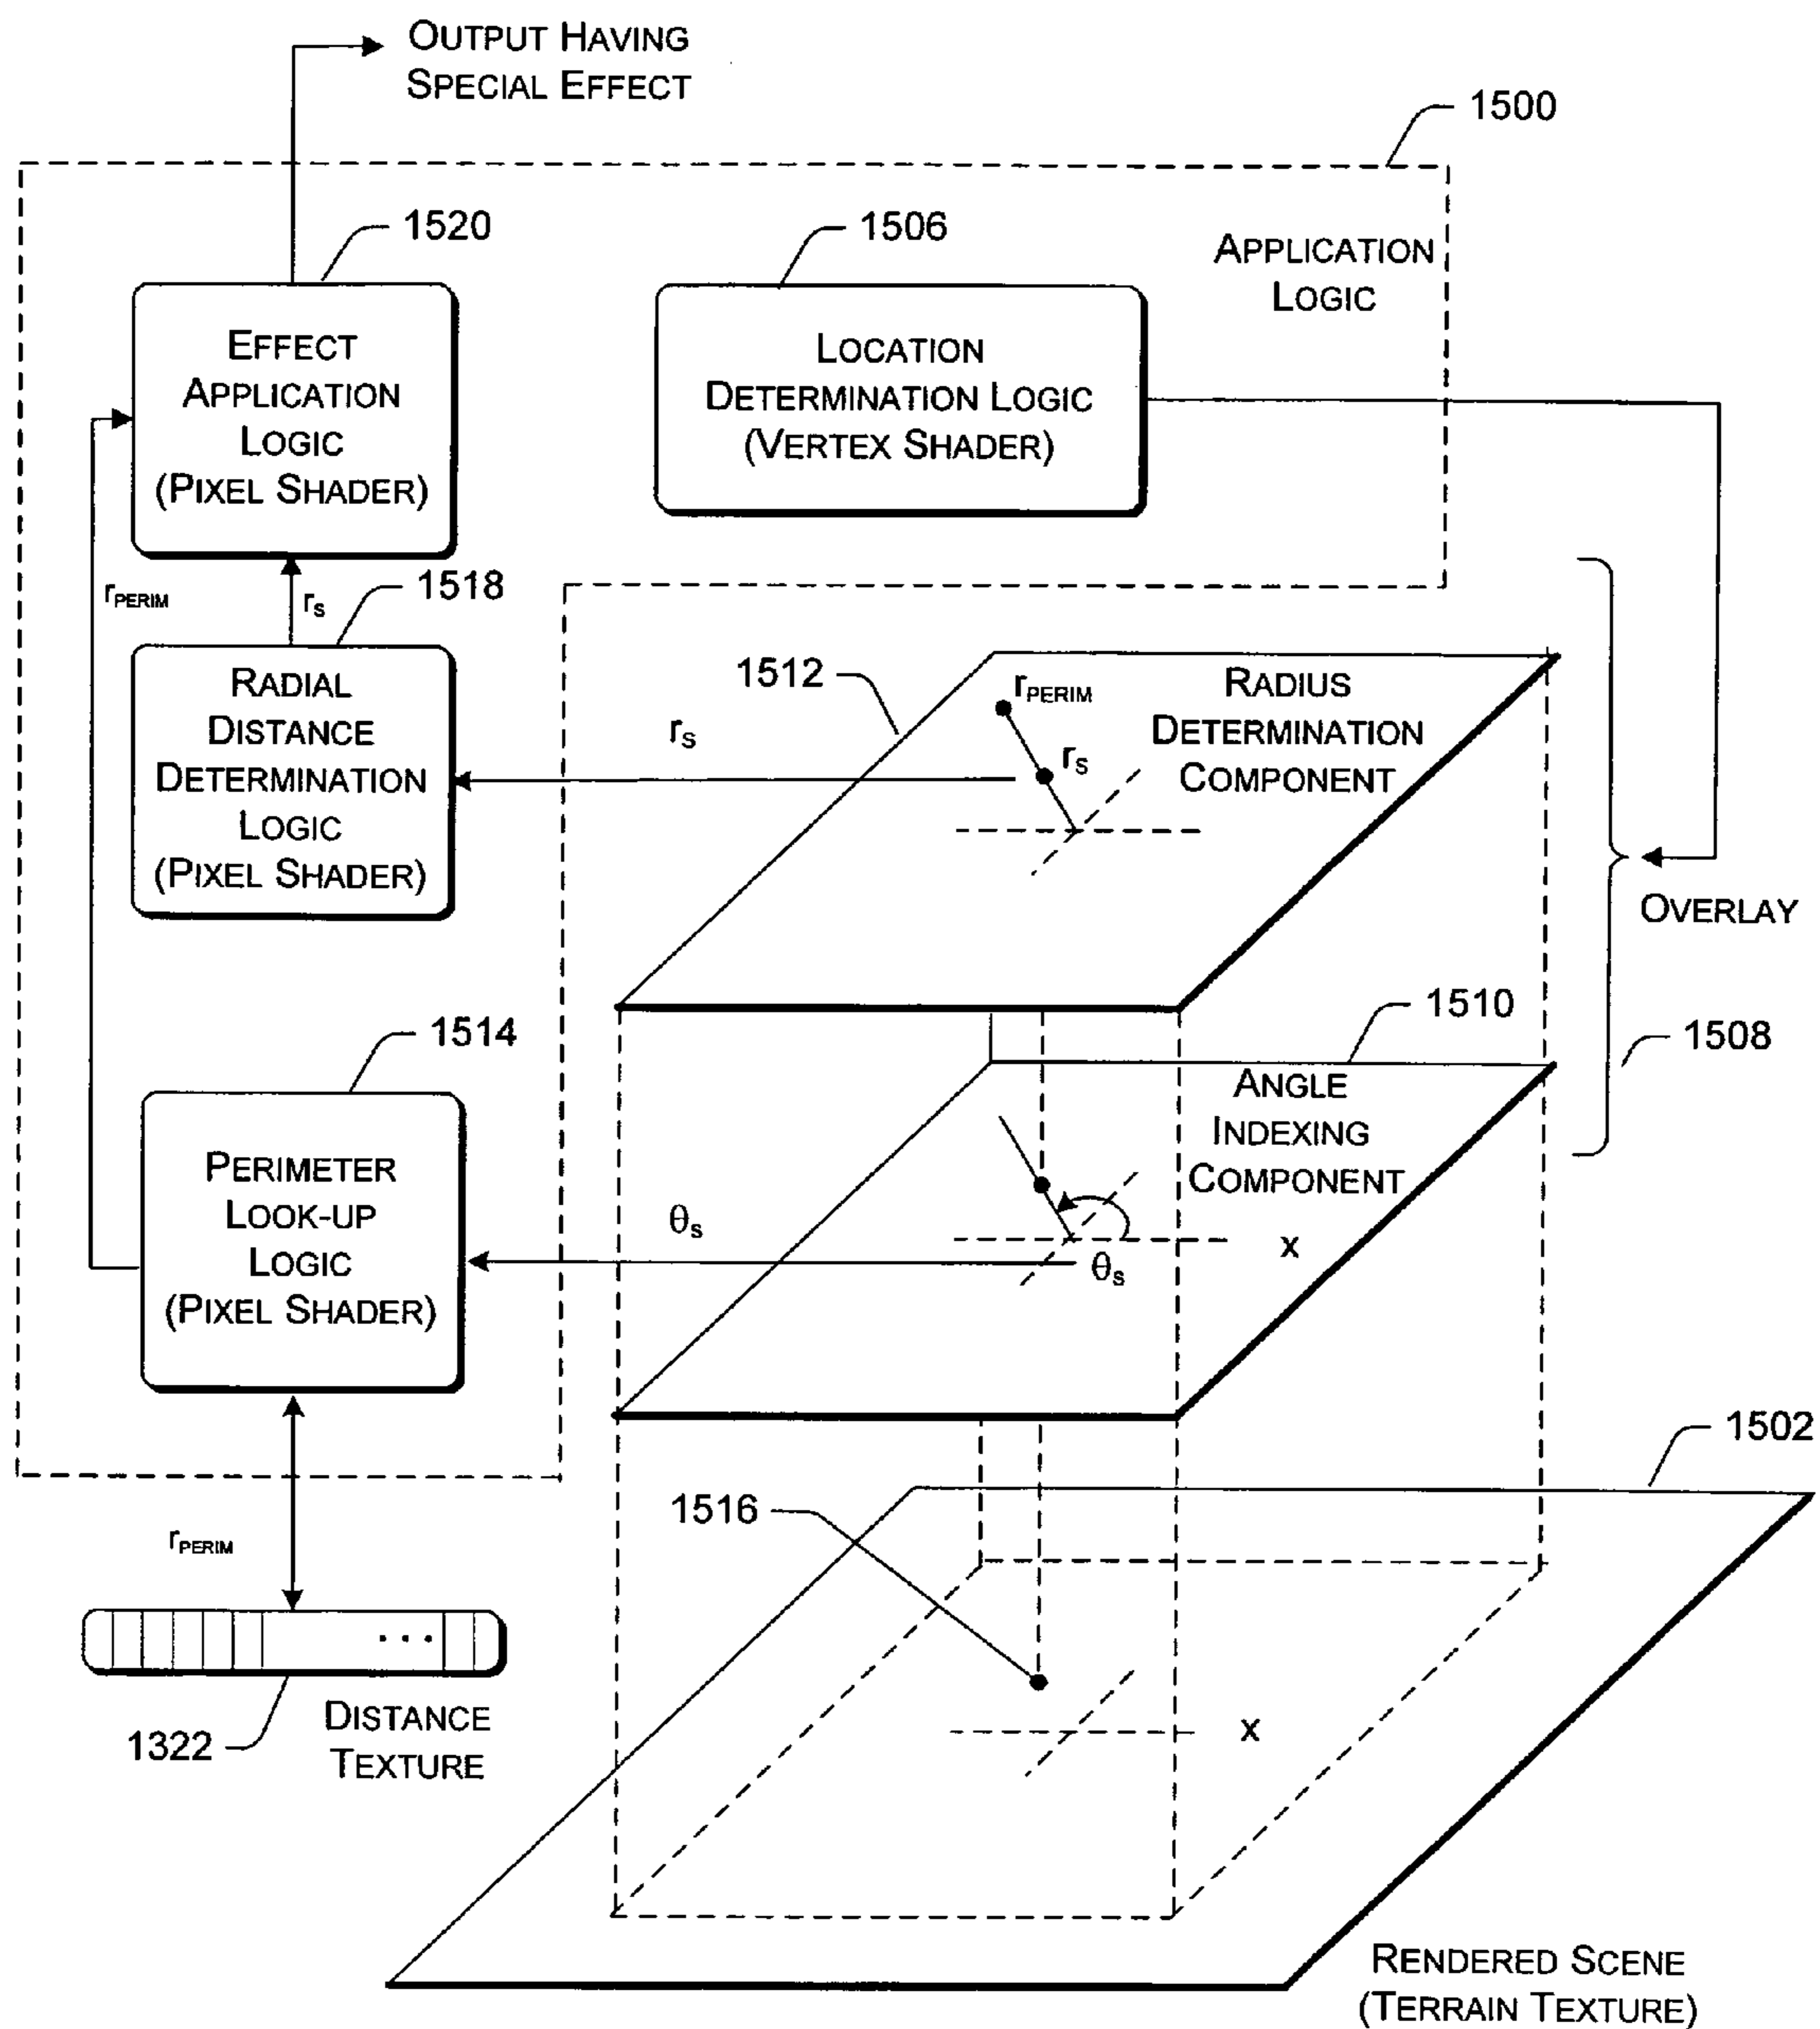 OUTPUT HAVING
SPECIAL EFFECT
1500
1520
1506
APPLICATION
LOGIC
EFFECT
APPLICATION
LOGIC
(PIXEL SHADER)
LOCATION
DETERMINATION LOGIC
(VERTEX SHADER)
rPERIM
rs
1518
1512
RADIAL
DISTANCE
DETERMINATION
LOGIC
(PIXEL SHADER)
rs
rPERIM
rs
RADIUS
DETERMINATION
COMPONENT
OVERLAY
1514
1510
1508
PERIMETER
LOOK-UP
LOGIC
(PIXEL SHADER)
θs
ANGLE
INDEXING
COMPONENT
x
θs
1502
1516
rPERIM
...
1322
DISTANCE
TEXTURE
x
RENDERED SCENE
(TERRAIN TEXTURE)